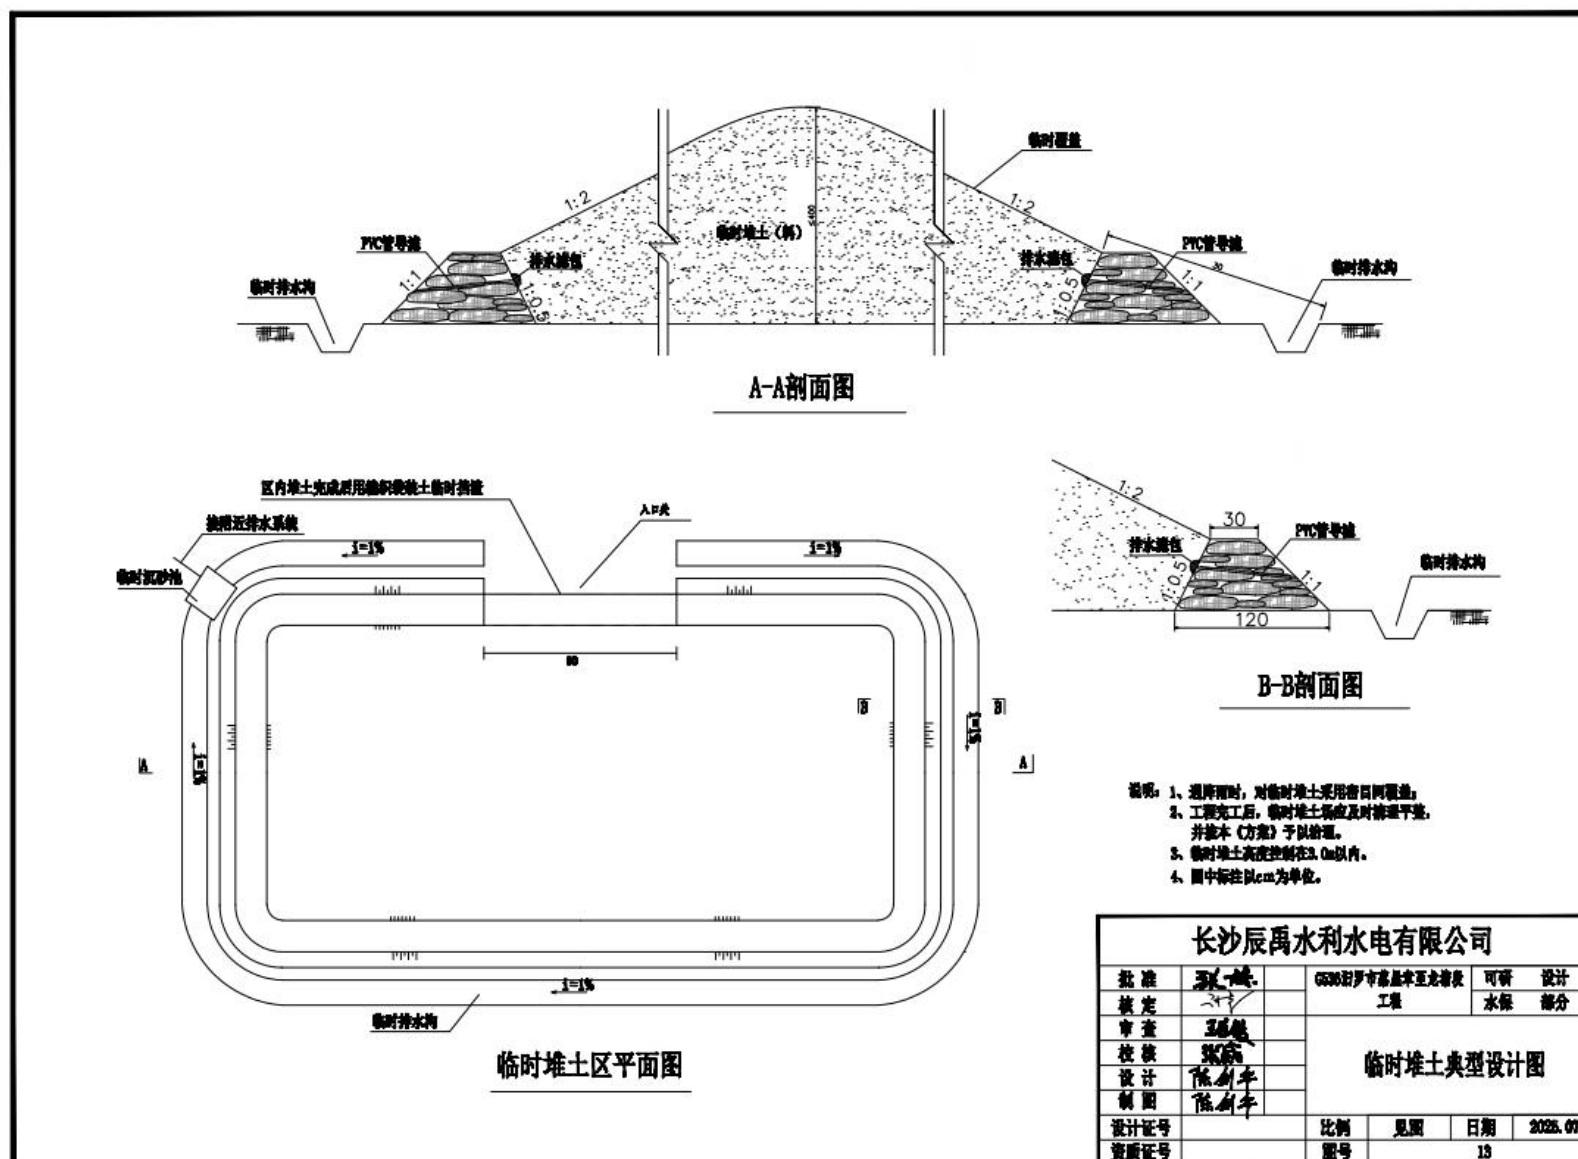 临时覆盖
1:2
1:2
≤400
临时堆土（料）
PVC管导滤
PVC管导滤
排水滤包
排水滤包
1:1
1:0.5
1:0.5
1:1
临时排水沟
临时排水沟
A-A剖面图
区内堆土完成后用编织袋装土临时挡墙
入口处
接附近排水系统
临时沉砂池
i=1%
i=1%
i=1%
i=1%
i=1%
B
B
A
A
临时排水沟
临时堆土区平面图
1:2
30
PVC管导滤
排水滤包
1:0.5
1:1
临时排水沟
120
B-B剖面图
说明：1、遇降雨时，对临时堆土采用密目网覆盖；
2、工程完工后，临时堆土场应及时清理平整，
并按本《方案》予以治理。
3、临时堆土高度控制在3.0m以内。
4、图中标注以cm为单位。
长沙辰禹水利水电有限公司
批准
核定
审查
校核
设计
制图
可研 设计
工程 水保 部分
临时堆土典型设计图
设计证号 比例 见图 日期 2025.07
资质证号 图号 13